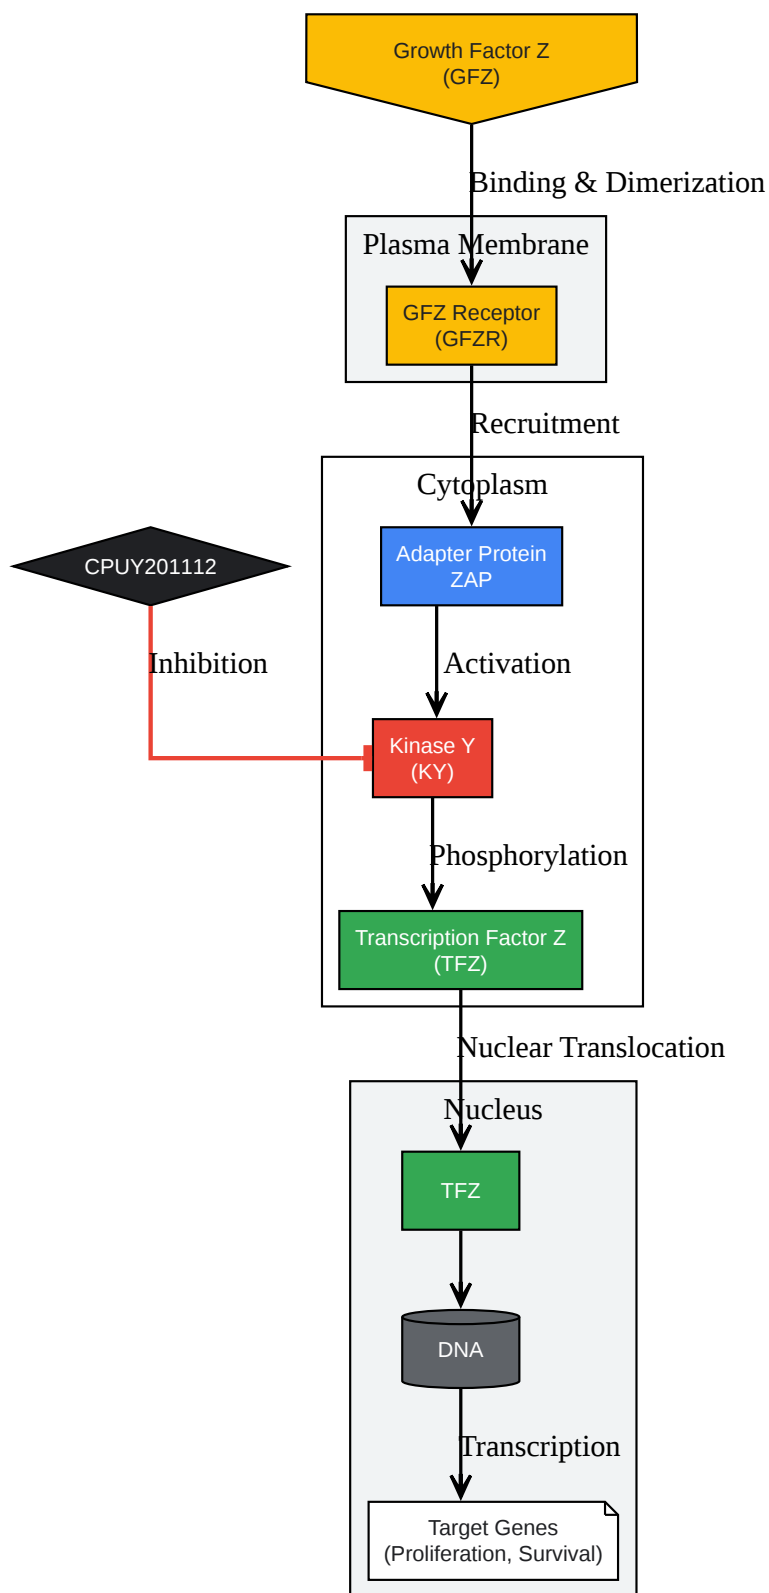 Growth Factor Z
(GFZ)
Binding & Dimerization
Plasma Membrane
GFZ Receptor
(GFZR)
Recruitment
Cytoplasm
Adapter Protein
ZAP
CPUY201112
Inhibition
Activation
Kinase Y
(KY)
Phosphorylation
Transcription Factor Z
(TFZ)
Nuclear Translocation
Nucleus
TFZ
DNA
Transcription
Target Genes
(Proliferation, Survival)